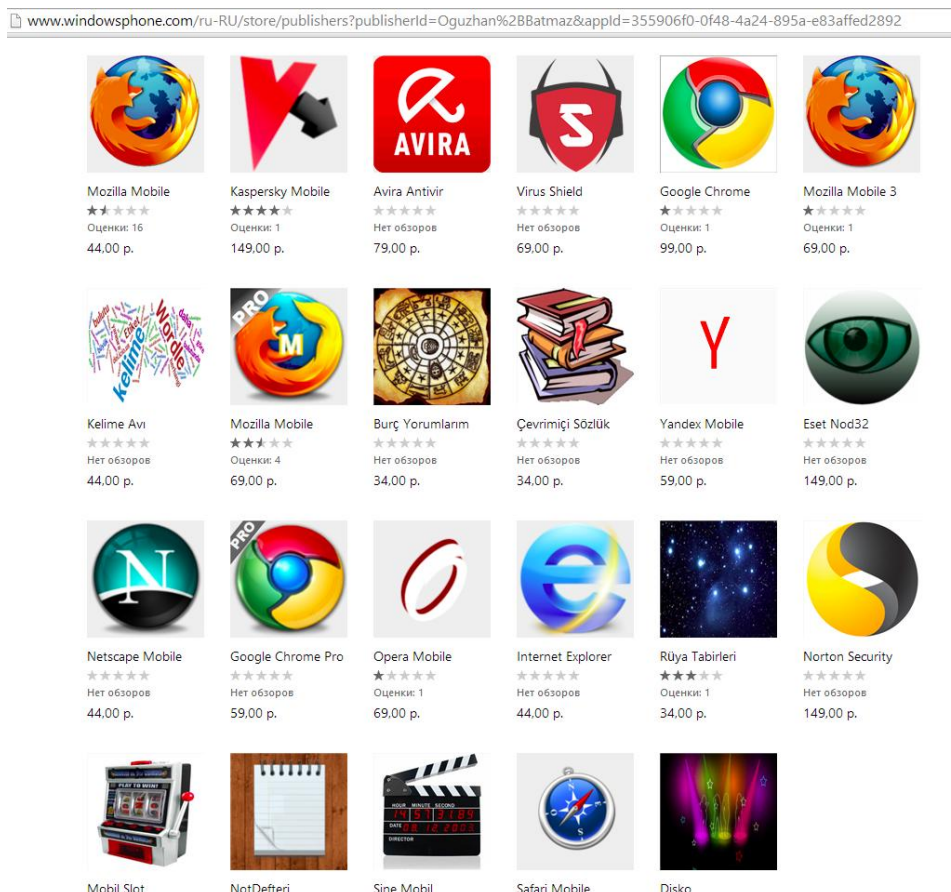 www.windowsphone.com/ru-RU/store/publishers?publisherId=Oguzhan%2BBatmaz&appId=355906f0-0f48-4a24-895a-e83affed2892
AVIRA
S
Mozilla Mobile Kaspersky Mobile Avira Antivir Virus Shield Google Chrome Mozilla Mobile 3
Оценки: 16 Оценки: 1 Нет обзоров Нет обзоров Оценки: 1 Оценки: 1
44,00 р. 149,00 р. 79,00 р. 69,00 р. 99,00 р. 69,00 р.
kelime Wordle
PRO
M
Y
Kelime Avı Mozilla Mobile Burç Yorumlarım Çevrimiçi Sözlük Yandex Mobile Eset Nod32
Нет обзоров Оценки: 4 Нет обзоров Нет обзоров Нет обзоров Нет обзоров
44,00 р. 69,00 р. 34,00 р. 34,00 р. 59,00 р. 149,00 р.
N
PRO
Netscape Mobile Google Chrome Pro Opera Mobile Internet Explorer Rüya Tabirleri Norton Security
Нет обзоров Нет обзоров Оценки: 1 Нет обзоров Оценки: 1 Нет обзоров
44,00 р. 59,00 р. 69,00 р. 44,00 р. 34,00 р. 149,00 р.
PLAY TO WIN!
HOUR MINUTE SECOND
DATE
DIRECTOR
Mobil Slot NotDefteri Sine Mobil Safari Mobile Disko